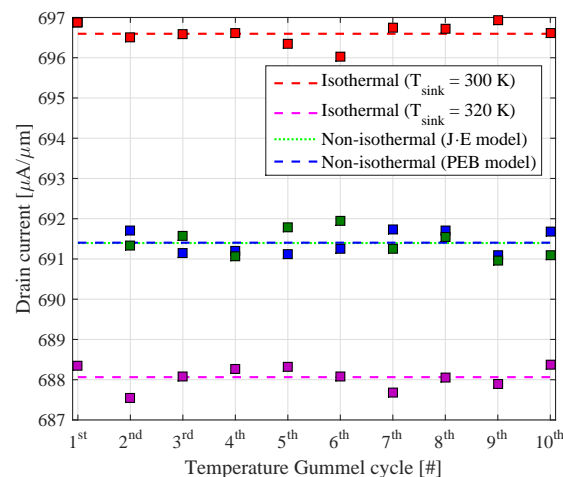 697
696
695
694
693
692
691
690
689
688
687
Drain current [μA/μm]
Isothermal (T_sink = 300 K)
Isothermal (T_sink = 320 K)
Non-isothermal (J·E model)
Non-isothermal (PEB model)
1st 2nd 3rd 4th 5th 6th 7th 8th 9th 10th
Temperature Gummel cycle [#]